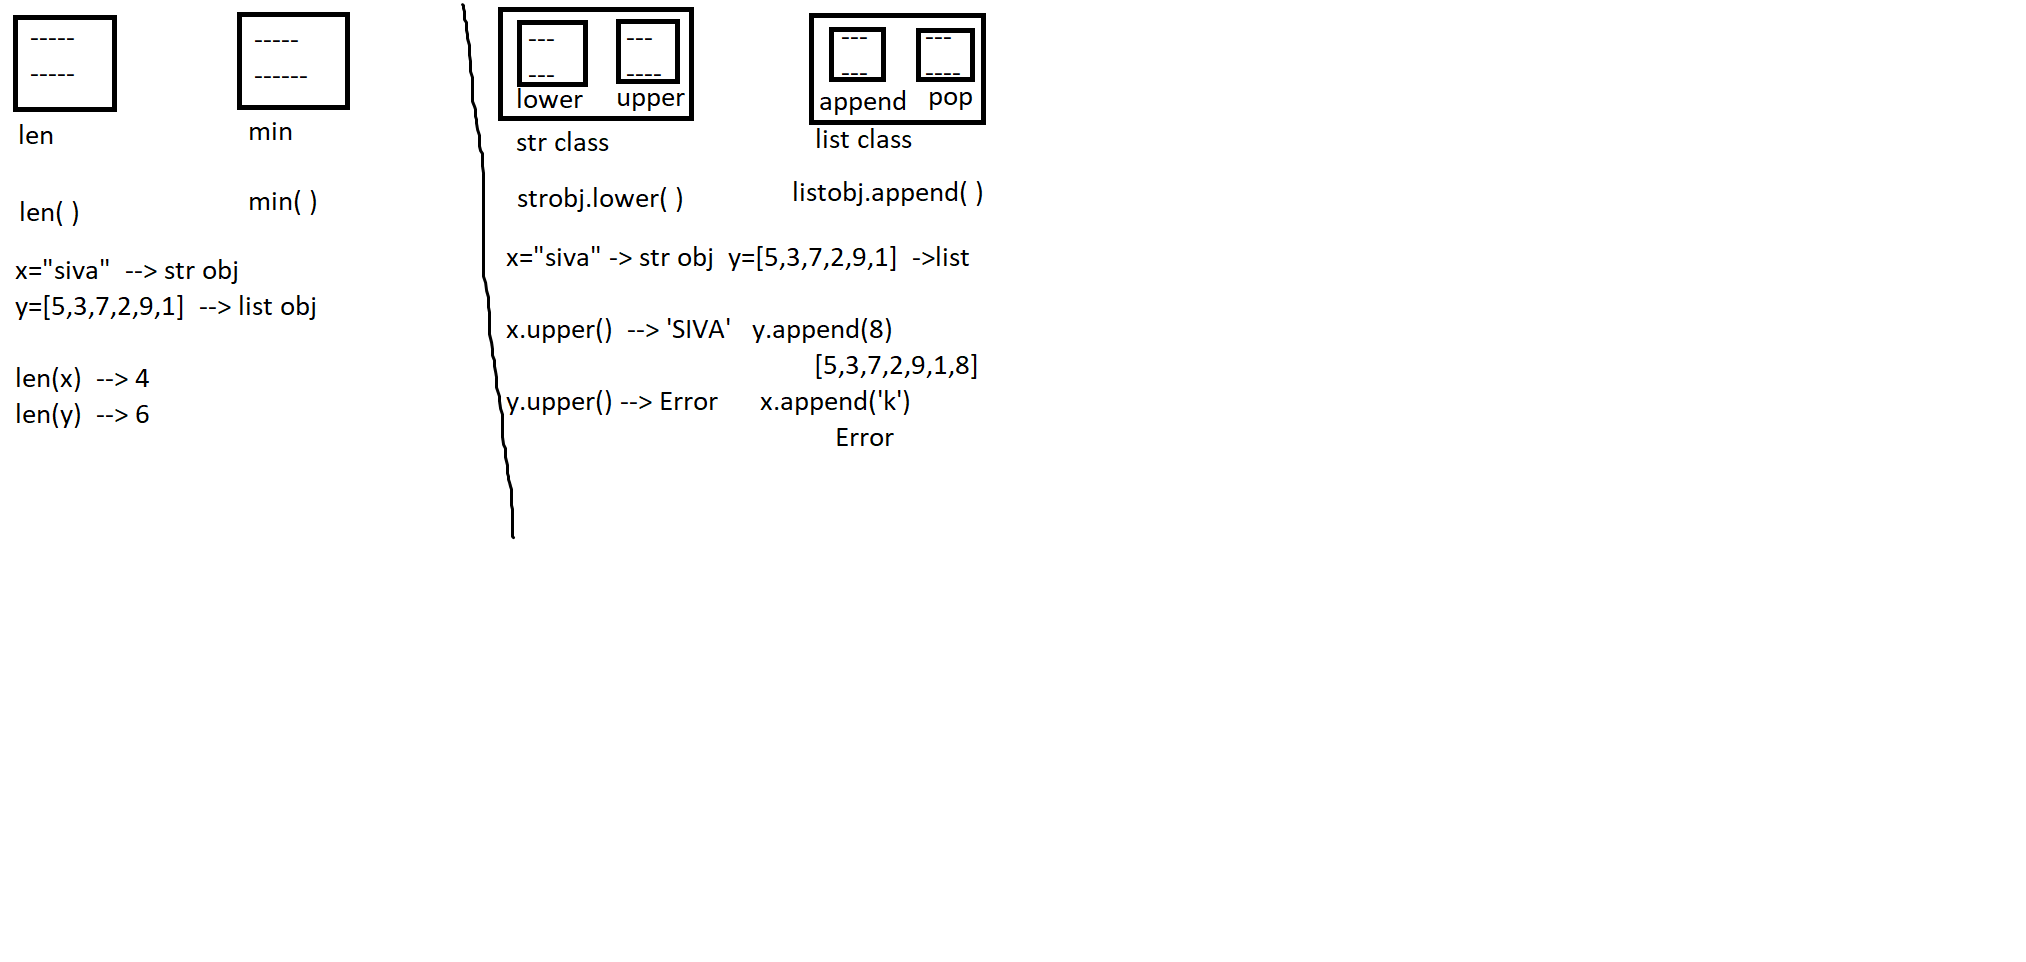 -----
-----
len
len( )
-----
------
min
min( )
x="siva"  --> str obj
y=[5,3,7,2,9,1]  --> list obj
len(x)  --> 4
len(y)  --> 6
---
---
lower
---
----
upper
str class
strobj.lower( )
---
---
append
---
----
pop
list class
listobj.append( )
x="siva" -> str obj  y=[5,3,7,2,9,1]  ->list
x.upper()  --> 'SIVA'   y.append(8)
[5,3,7,2,9,1,8]
y.upper() --> Error      x.append('k')
Error